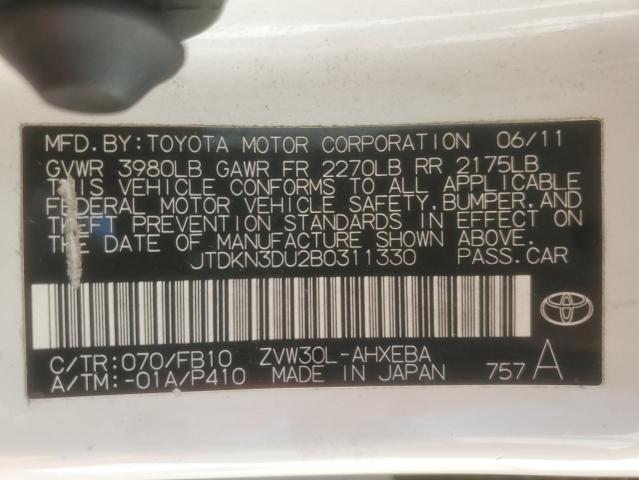 MFD.BY: TOYOTA MOTOR CORPORATION 06/11
GVWR 3980LB GAWR FR 2270LB RR 2175LB
THIS VEHICLE CONFORMS TO ALL APPLICABLE
FEDERAL MOTOR VEHICLE SAFETY, BUMPER, AND
THEFT PREVENTION STANDARDS IN EFFECT ON
THE DATE OF MANUFACTURE SHOWN ABOVE.
JTDKN3DU2B0311330 PASS.CAR
C/TR:070/FB10 ZVW30L-AHXEBA
A/TM:-01A/P410 MADE IN JAPAN 757 A